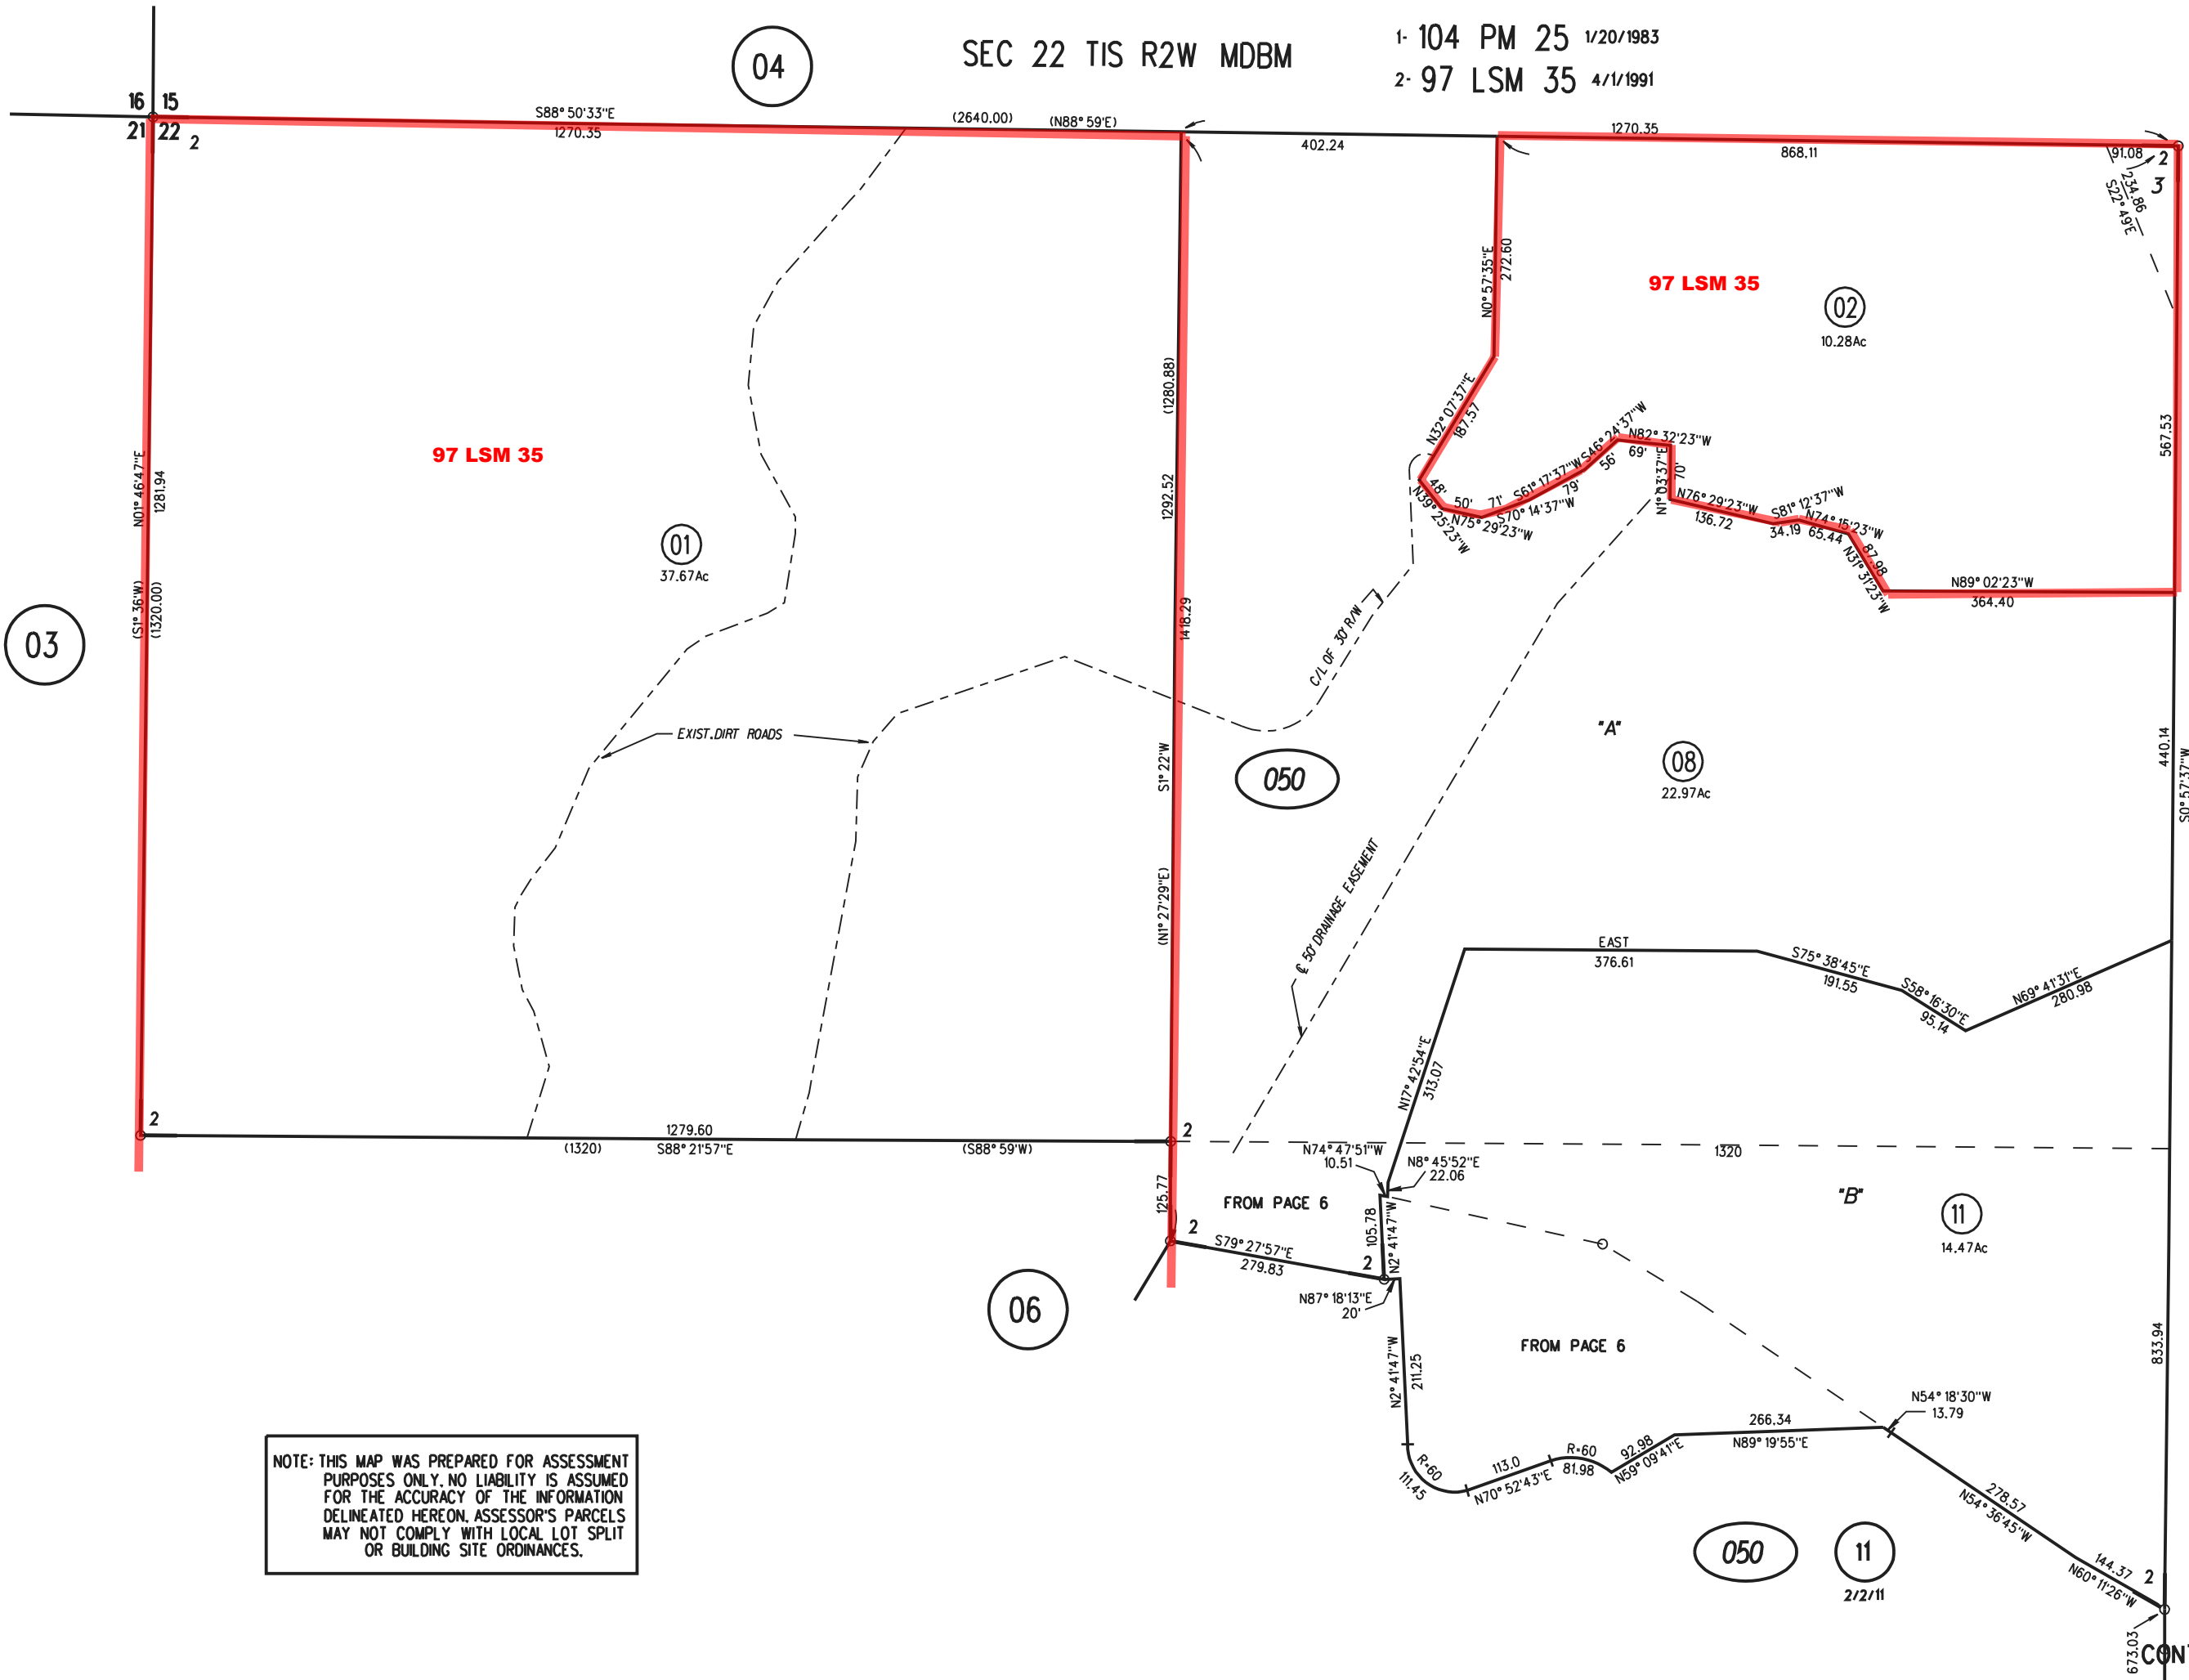 04
SEC 22 T1S R2W MDBM
1- 104 PM 25 1/20/1983
2- 97 LSM 35 4/1/1991
16 15
21 22
2
S88°50'33"E
1270.35
(2640.00)
(N88°59'E)
402.24
1270.35
868.11
91.08
2
3
234.86
S22°49'E
N0°57'35"E
272.60
97 LSM 35
02
10.28Ac
(1280.88)
N32°07'37"E
187.57
567.53
97 LSM 35
N01°46'47"E
1281.94
(S1°36'W)
(1320.00)
01
37.67Ac
1292.52
1418.29
48'
N39°25'23"W
50'
N75°29'23"W
71'
S70°14'37"W
S61°17'37"W
79'
S46°24'37"W
56'
N82°32'23"W
69'
N1°03'37"E
70'
N76°29'23"W
136.72
S81°12'37"W
34.19
N74°15'23"W
65.44
87.98
N31°31'23"W
N89°02'23"W
364.40
03
C/L OF 30' R/W
EXIST.DIRT ROADS
S1°22'W
050
"A"
08
22.97Ac
440.14
S0°57'37"W
(N1°27'29"E)
℄ 50' DRAINAGE EASEMENT
EAST
376.61
S75°38'45"E
191.55
S58°16'30"E
95.14
N69°41'31"E
280.98
N17°42'54"E
313.07
2
1279.60
(1320)
S88°21'57"E
(S88°59'W)
2
N74°47'51"W
10.51
N8°45'52"E
22.06
1320
125.77
FROM PAGE 6
105.78
N2°41'47"W
"B"
11
14.47Ac
2
S79°27'57"E
279.83
2
N87°18'13"E
20'
06
N2°41'47"W
211.25
FROM PAGE 6
833.94
N54°18'30"W
13.79
266.34
N89°19'55"E
R=60
111.45
113.0
N70°52'43"E
R=60
81.98
92.98
N59°09'41"E
278.57
N54°36'45"W
NOTE: THIS MAP WAS PREPARED FOR ASSESSMENT
PURPOSES ONLY. NO LIABILITY IS ASSUMED
FOR THE ACCURACY OF THE INFORMATION
DELINEATED HEREON. ASSESSOR'S PARCELS
MAY NOT COMPLY WITH LOCAL LOT SPLIT
OR BUILDING SITE ORDINANCES.
050
11
2/2/11
144.37
N60°11'26"W
2
673.03